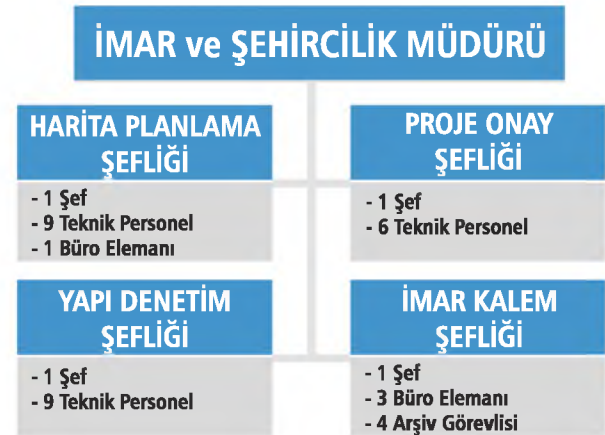 İMAR ve ŞEHİRCİLİK MÜDÜRÜ
HARİTA PLANLAMA
ŞEFLİĞİ
- 1 Şef
- 9 Teknik Personel
- 1 Büro Elemanı
PROJE ONAY
ŞEFLİĞİ
- 1 Şef
- 6 Teknik Personel
YAPI DENETİM
ŞEFLİĞİ
- 1 Şef
- 9 Teknik Personel
İMAR KALEM
ŞEFLİĞİ
- 1 Şef
- 3 Büro Elemanı
- 4 Arşiv Görevlisi